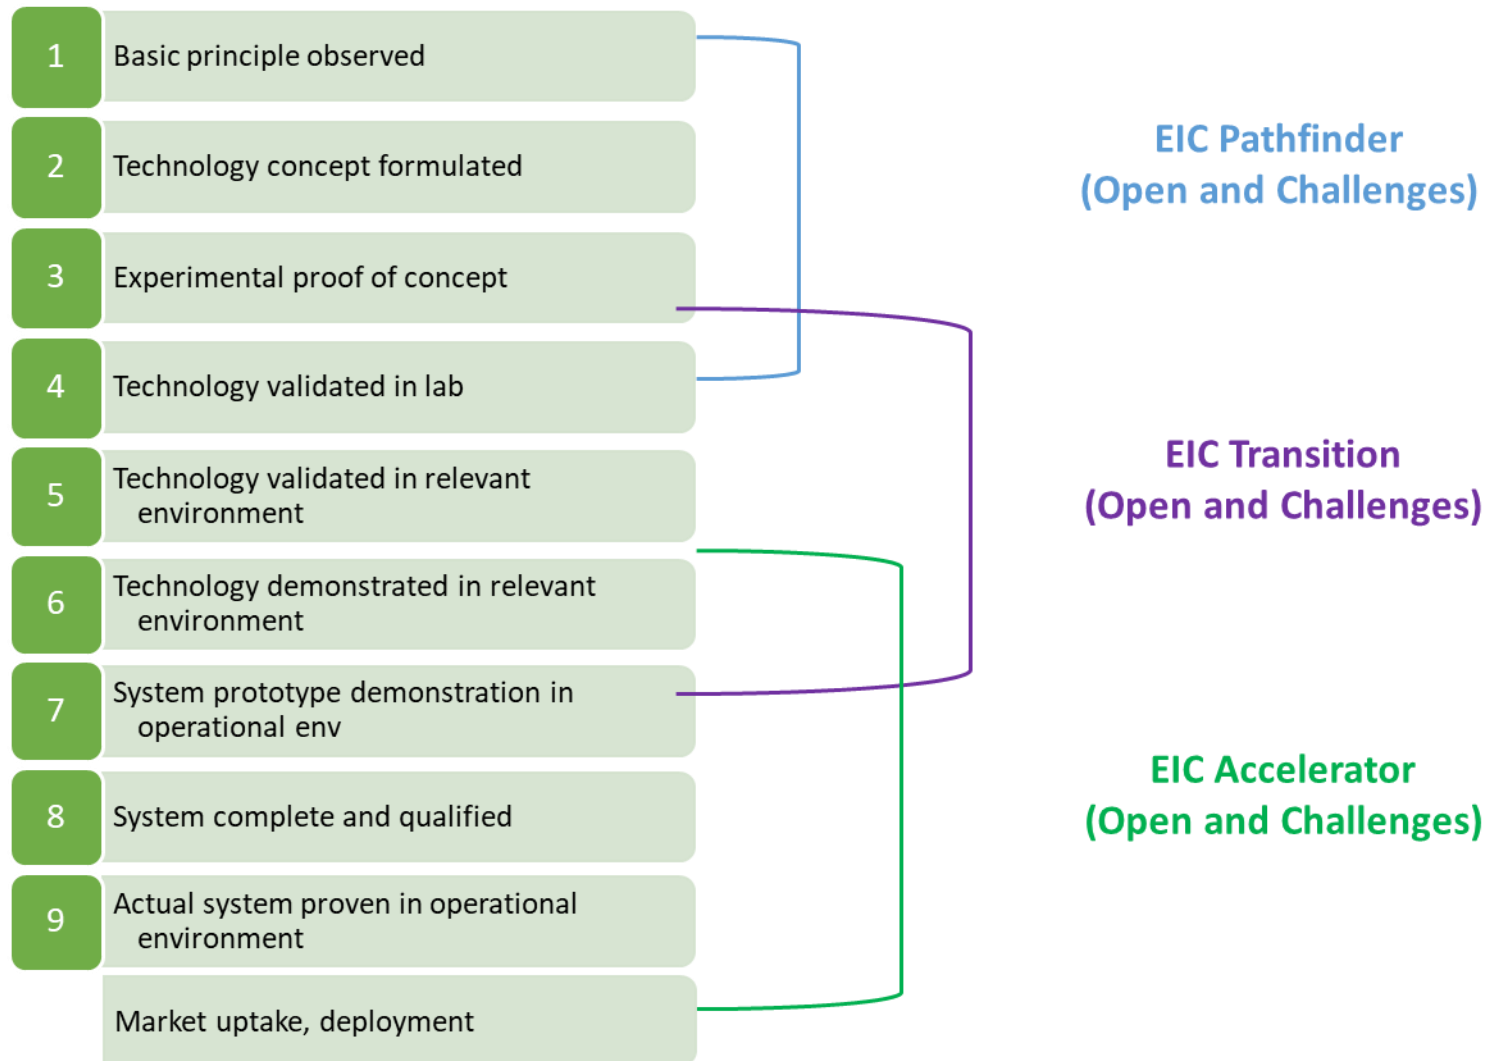 1 Basic principle observed
2 Technology concept formulated
3 Experimental proof of concept
4 Technology validated in lab
5 Technology validated in relevant
environment
6 Technology demonstrated in relevant
environment
7 System prototype demonstration in
operational env
8 System complete and qualified
9 Actual system proven in operational
environment
Market uptake, deployment
EIC Pathfinder
(Open and Challenges)
EIC Transition
(Open and Challenges)
EIC Accelerator
(Open and Challenges)